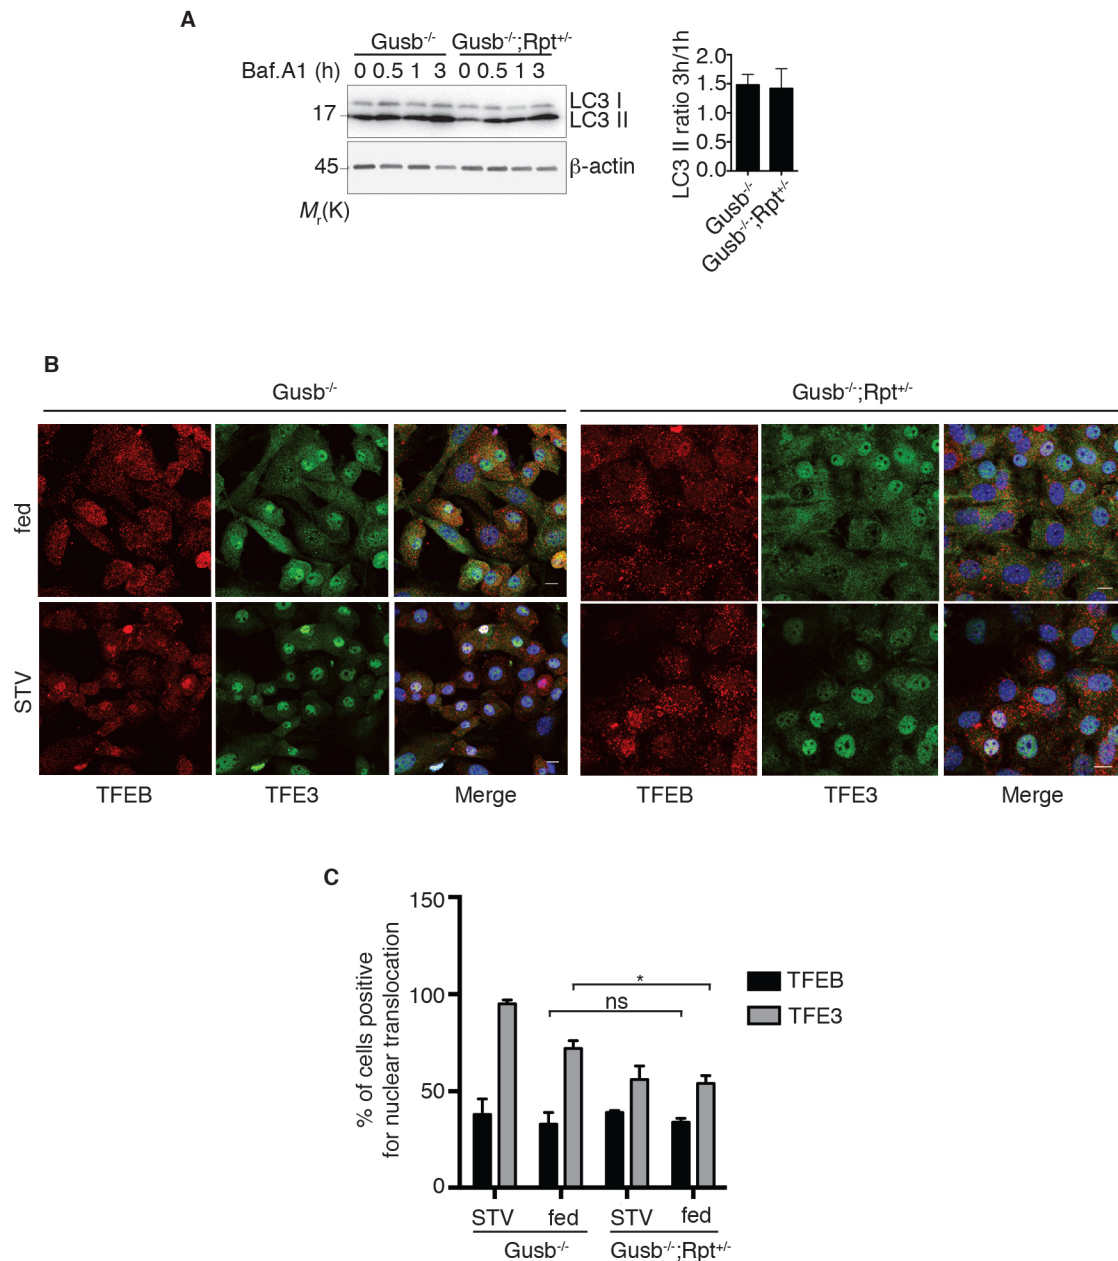 A
Gusb-/- Gusb-/-;Rpt+/-
Baf.A1 (h) 0 0.5 1 3 0 0.5 1 3
17 LC3 I
LC3 II
45 β-actin
Mr(K)
LC3 II ratio 3h/1h
2.0
1.5
1.0
0.5
0.0
Gusb-/-
Gusb-/-;Rpt+/-
B
Gusb-/- Gusb-/-;Rpt+/-
fed
STV
TFEB TFE3 Merge TFEB TFE3 Merge
C
% of cells positive
for nuclear translocation
150
100
50
0
*
ns
TFEB
TFE3
STV fed STV fed
Gusb-/- Gusb-/-;Rpt+/-